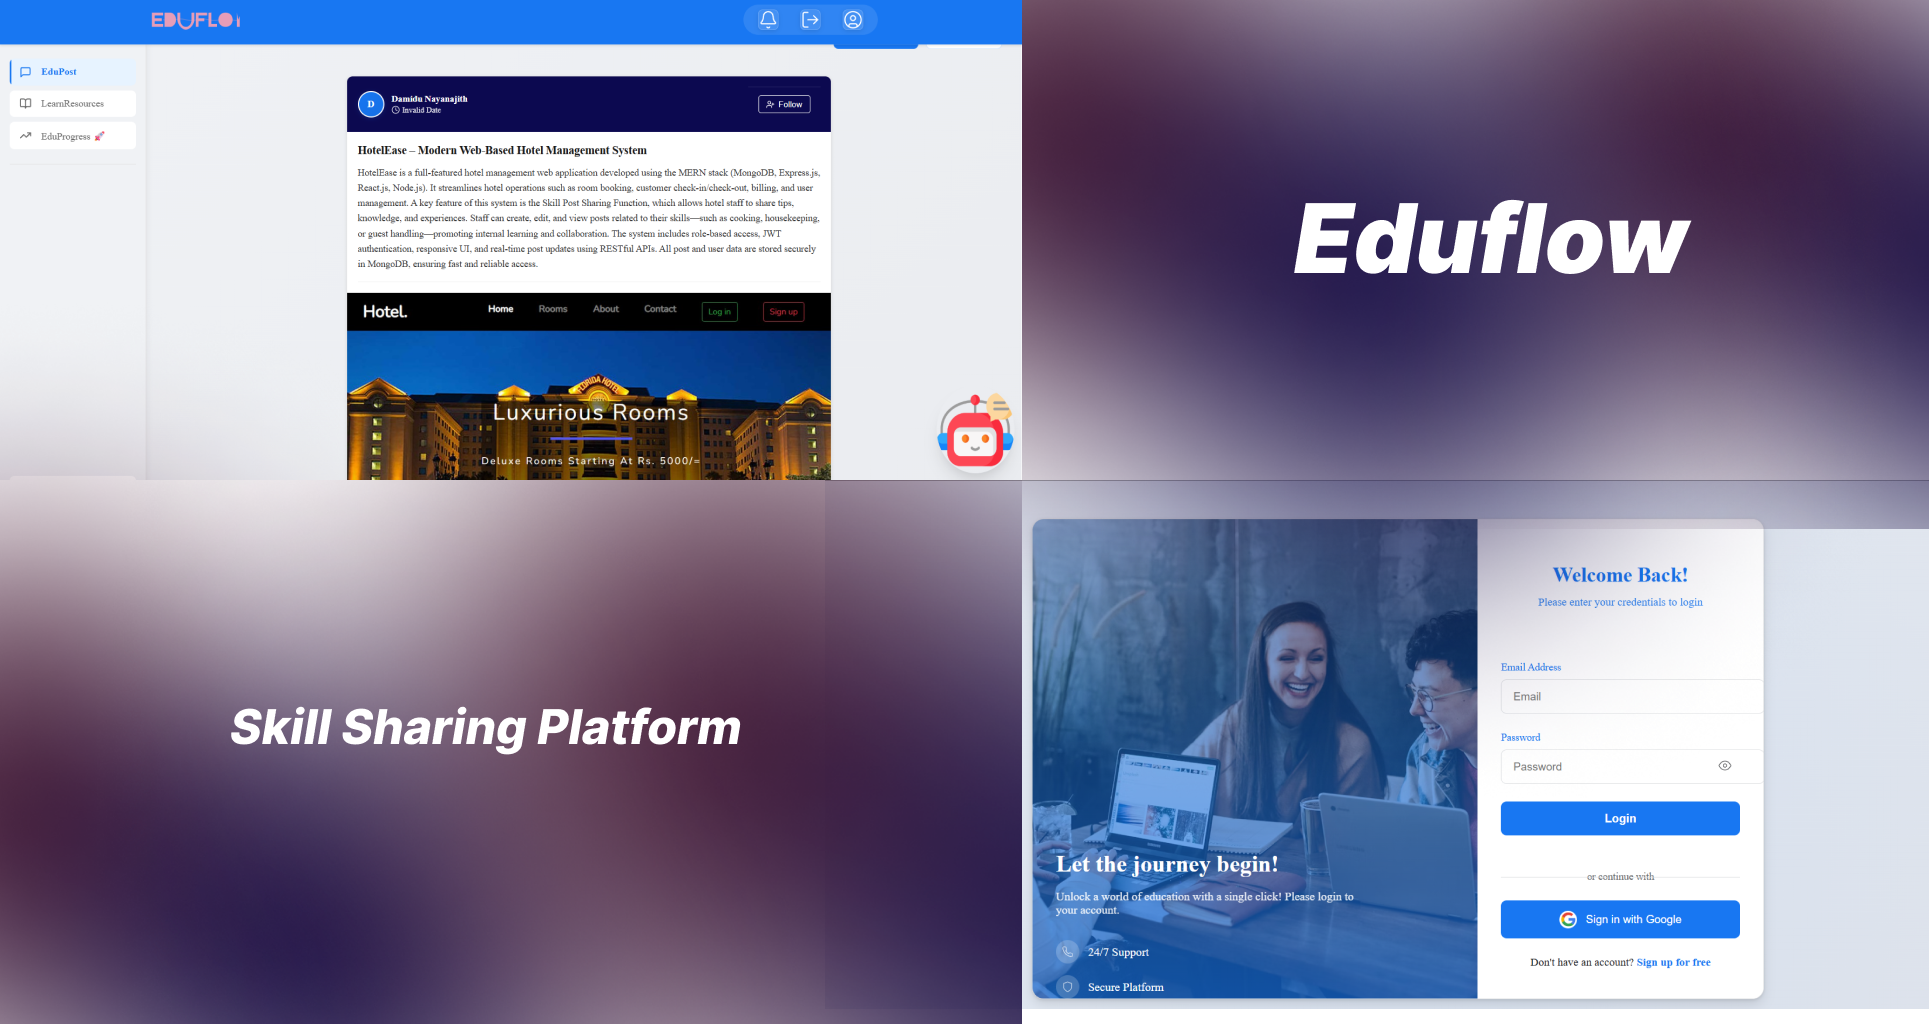 EDUFLO
EduPost
LearnResources
EduProgress
D
Damidu Nayanajith
Invalid Date
Follow
HotelEase – Modern Web-Based Hotel Management System
HotelEase is a full-featured hotel management web application developed using the MERN stack (MongoDB, Express.js,
React.js, Node.js). It streamlines hotel operations such as room booking, customer check-in/check-out, billing, and user
management. A key feature of this system is the Skill Post Sharing Function, which allows hotel staff to share tips,
knowledge, and experiences. Staff can create, edit, and view posts related to their skills—such as cooking, housekeeping,
or guest handling—promoting internal learning and collaboration. The system includes role-based access, JWT
authentication, responsive UI, and real-time post updates using RESTful APIs. All post and user data are stored securely
in MongoDB, ensuring fast and reliable access.
Hotel.
Home
Rooms
About
Contact
Log in
Sign up
FLORIDA HOTEL
Luxurious Rooms
Deluxe Rooms Starting At Rs. 5000/=
Eduflow
Skill Sharing Platform
Let the journey begin!
Unlock a world of education with a single click! Please login to
your account.
24/7 Support
Secure Platform
Welcome Back!
Please enter your credentials to login
Email Address
Email
Password
Password
Login
or continue with
Sign in with Google
Don't have an account? Sign up for free